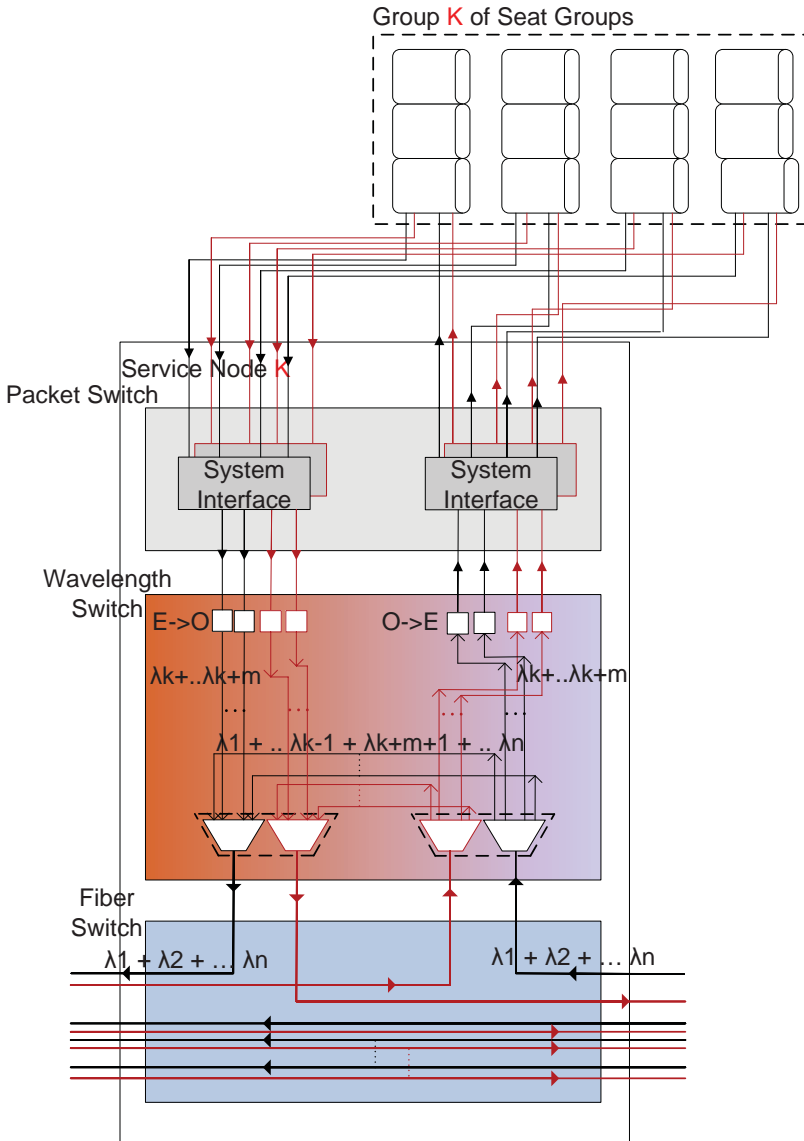 Group K of Seat Groups
Service Node K
Packet Switch
System
Interface
System
Interface
Wavelength
Switch
E->O
O->E
λk+..λk+m
λk+..λk+m
...
...
...
...
λ1 + .. λk-1 + λk+m+1 + .. λn
Fiber
Switch
λ1 + λ2 + … λn
λ1 + λ2 + … λn